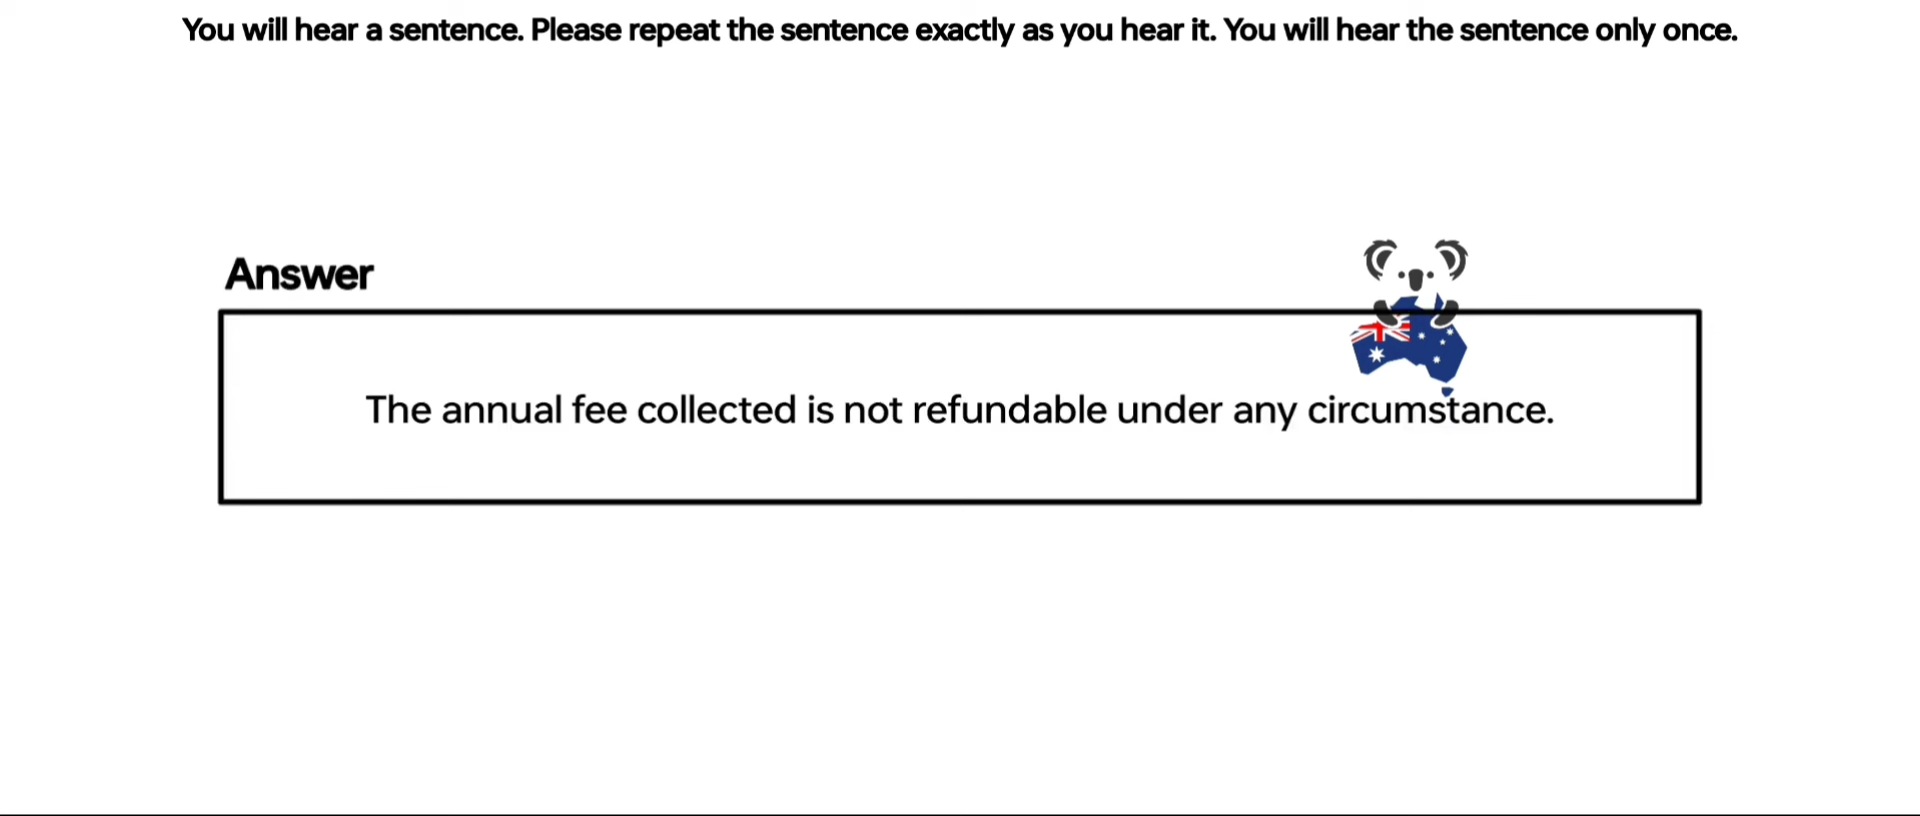 You will hear a sentence. Please repeat the sentence exactly as you hear it. You will hear the sentence only once.
Answer
The annual fee collected is not refundable under any circumstance.